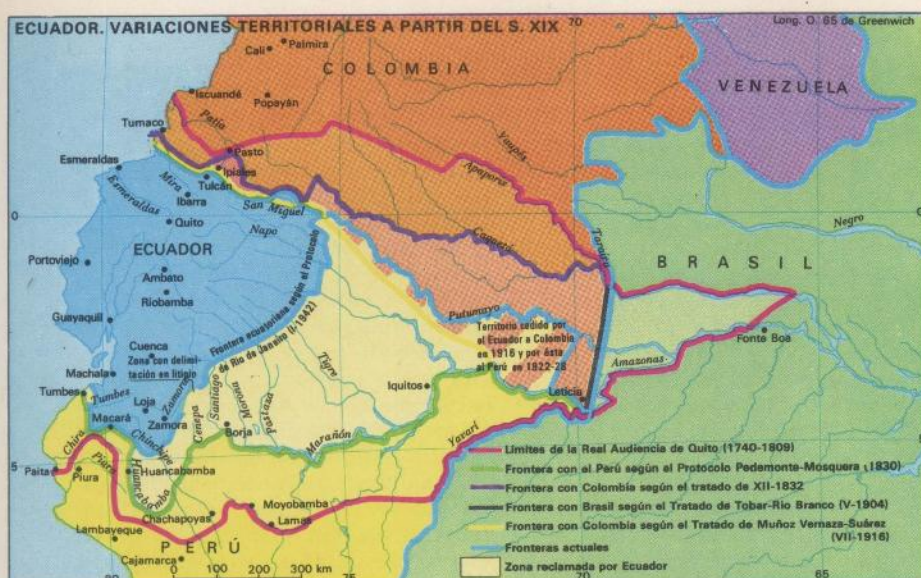 ECUADOR. VARIACIONES TERRITORIALES A PARTIR DEL S. XIX
70
Long. O. 65 de Greenwich
Cali
Palmira
COLOMBIA
VENEZUELA
Iscuandé
Popayán
Patía
Tumaco
Pasto
Vaupés
Apaporis
Esmeraldas
Ipiales
Tulcán
Mira
Esmeraldas
Ibarra
San Miguel
0
Quito
Napo
Caquetá
Negro
Taraira
ECUADOR
BRASIL
Portoviejo
Ambato
Riobamba
Frontera ecuatoriana según el Protocolo
de Río de Janeiro (I-1942)
Putumayo
Guayaquil
Territorio cedido por
el Ecuador a Colombia
en 1916 y por ésta
al Perú en 1922-28
Fonte Boa
Cuenca
Zona con delimi-
tación en litigio
Amazonas
Machala
Tigre
Iquitos
Leticia
Tumbes
Tumbes
Loja
Zamora
Zamora
Cenepa
Santiago
Morona
Pastaza
Macará
Borja
Marañón
Chira
Chinchipe
Yavarí
5
Paita
Piura
Piura
Huancabamba
Huancabamba
Moyobamba
Chachapoyas
Lamas
Lambayeque
PERÚ
Cajamarca
0 100 200 300 km
Límites de la Real Audiencia de Quito (1740-1809)
Frontera con el Perú según el Protocolo Pedemonte-Mosquera (1830)
Frontera con Colombia según el tratado de XII-1832
Frontera con Brasil según el Tratado de Tobar-Río Branco (V-1904)
Frontera con Colombia según el Tratado de Muñoz Vernaza-Suárez
(VII-1916)
Fronteras actuales
Zona reclamada por Ecuador
80
75
70
65